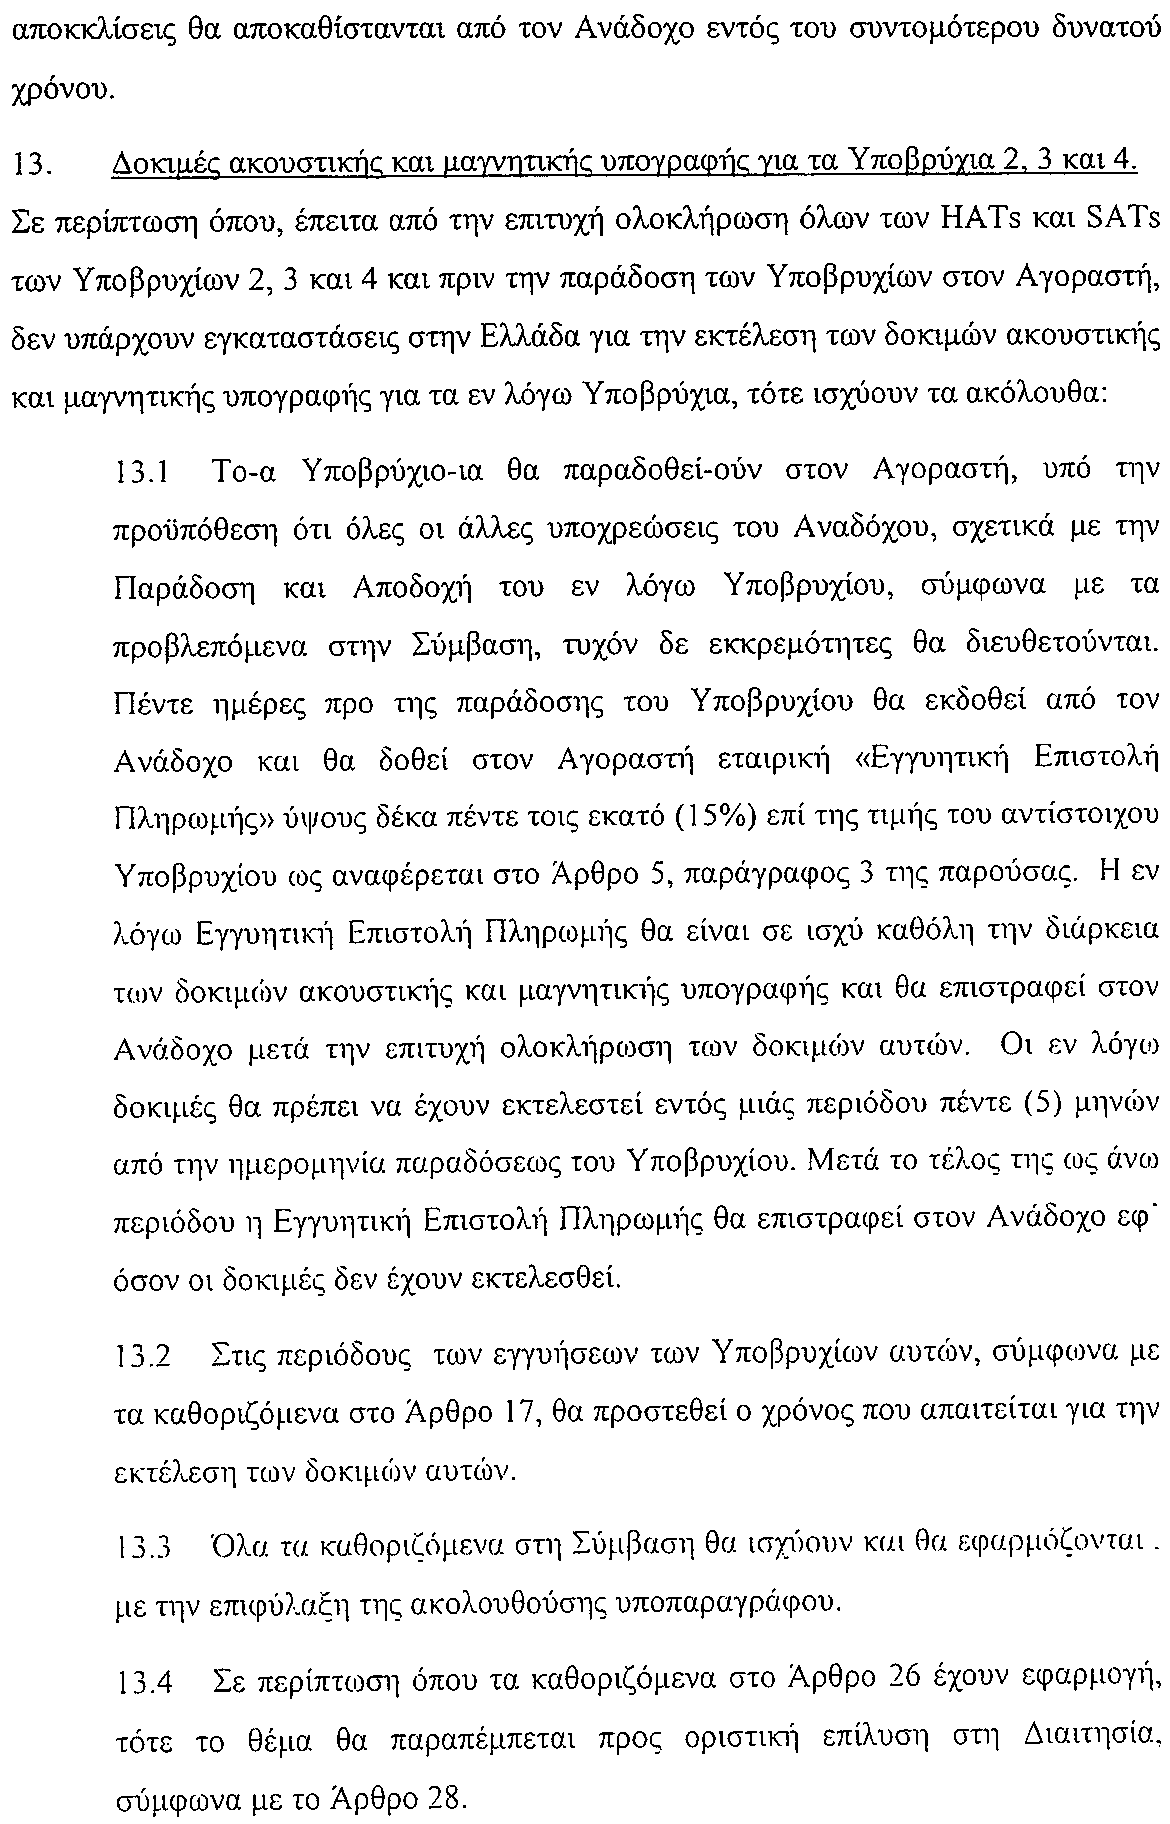 αποκκλίσεις θα αποκαθίστανται από τον Ανάδοχο εντός του συντομότερου δυνατού
χρόνου.
13. Δοκιμές ακουστικής και μαγνητικής υπογραφής για τα Υποβρύχια 2, 3 και 4.
Σε περίπτωση όπου, έπειτα από την επιτυχή ολοκλήρωση όλων των HATs και SATs
των Υποβρυχίων 2, 3 και 4 και πριν την παράδοση των Υποβρυχίων στον Αγοραστή,
δεν υπάρχουν εγκαταστάσεις στην Ελλάδα για την εκτέλεση των δοκιμών ακουστικής
και μαγνητικής υπογραφής για τα εν λόγω Υποβρύχια, τότε ισχύουν τα ακόλουθα:
13.1 Το-α Υποβρύχιο-ια θα παραδοθεί-ούν στον Αγοραστή, υπό την
προϋπόθεση ότι όλες οι άλλες υποχρεώσεις του Αναδόχου, σχετικά με την
Παράδοση και Αποδοχή του εν λόγω Υποβρυχίου, σύμφωνα με τα
προβλεπόμενα στην Σύμβαση, τυχόν δε εκκρεμότητες θα διευθετούνται.
Πέντε ημέρες προ της παράδοσης του Υποβρυχίου θα εκδοθεί από τον
Ανάδοχο και θα δοθεί στον Αγοραστή εταιρική «Εγγυητική Επιστολή
Πληρωμής» ύψους δέκα πέντε τοις εκατό (15%) επί της τιμής του αντίστοιχου
Υποβρυχίου ως αναφέρεται στο Άρθρο 5, παράγραφος 3 της παρούσας. Η εν
λόγω Εγγυητική Επιστολή Πληρωμής θα είναι σε ισχύ καθόλη την διάρκεια
των δοκιμών ακουστικής και μαγνητικής υπογραφής και θα επιστραφεί στον
Ανάδοχο μετά την επιτυχή ολοκλήρωση των δοκιμών αυτών. Οι εν λόγω
δοκιμές θα πρέπει να έχουν εκτελεστεί εντός μιάς περιόδου πέντε (5) μηνών
από την ημερομηνία παραδόσεως του Υποβρυχίου. Μετά το τέλος της ως άνω
περιόδου η Εγγυητική Επιστολή Πληρωμής θα επιστραφεί στον Ανάδοχο εφ'
όσον οι δοκιμές δεν έχουν εκτελεσθεί.
13.2 Στις περιόδους των εγγυήσεων των Υποβρυχίων αυτών, σύμφωνα με
τα καθοριζόμενα στο Άρθρο 17, θα προστεθεί ο χρόνος που απαιτείται για την
εκτέλεση των δοκιμών αυτών.
13.3 Όλα τα καθοριζόμενα στη Σύμβαση θα ισχύουν και θα εφαρμόζονται .
με την επιφύλαξη της ακολουθούσης υποπαραγράφου.
13.4 Σε περίπτωση όπου τα καθοριζόμενα στο Άρθρο 26 έχουν εφαρμογή,
τότε το θέμα θα παραπέμπεται προς οριστική επίλυση στη Διαιτησία,
σύμφωνα με το Άρθρο 28.